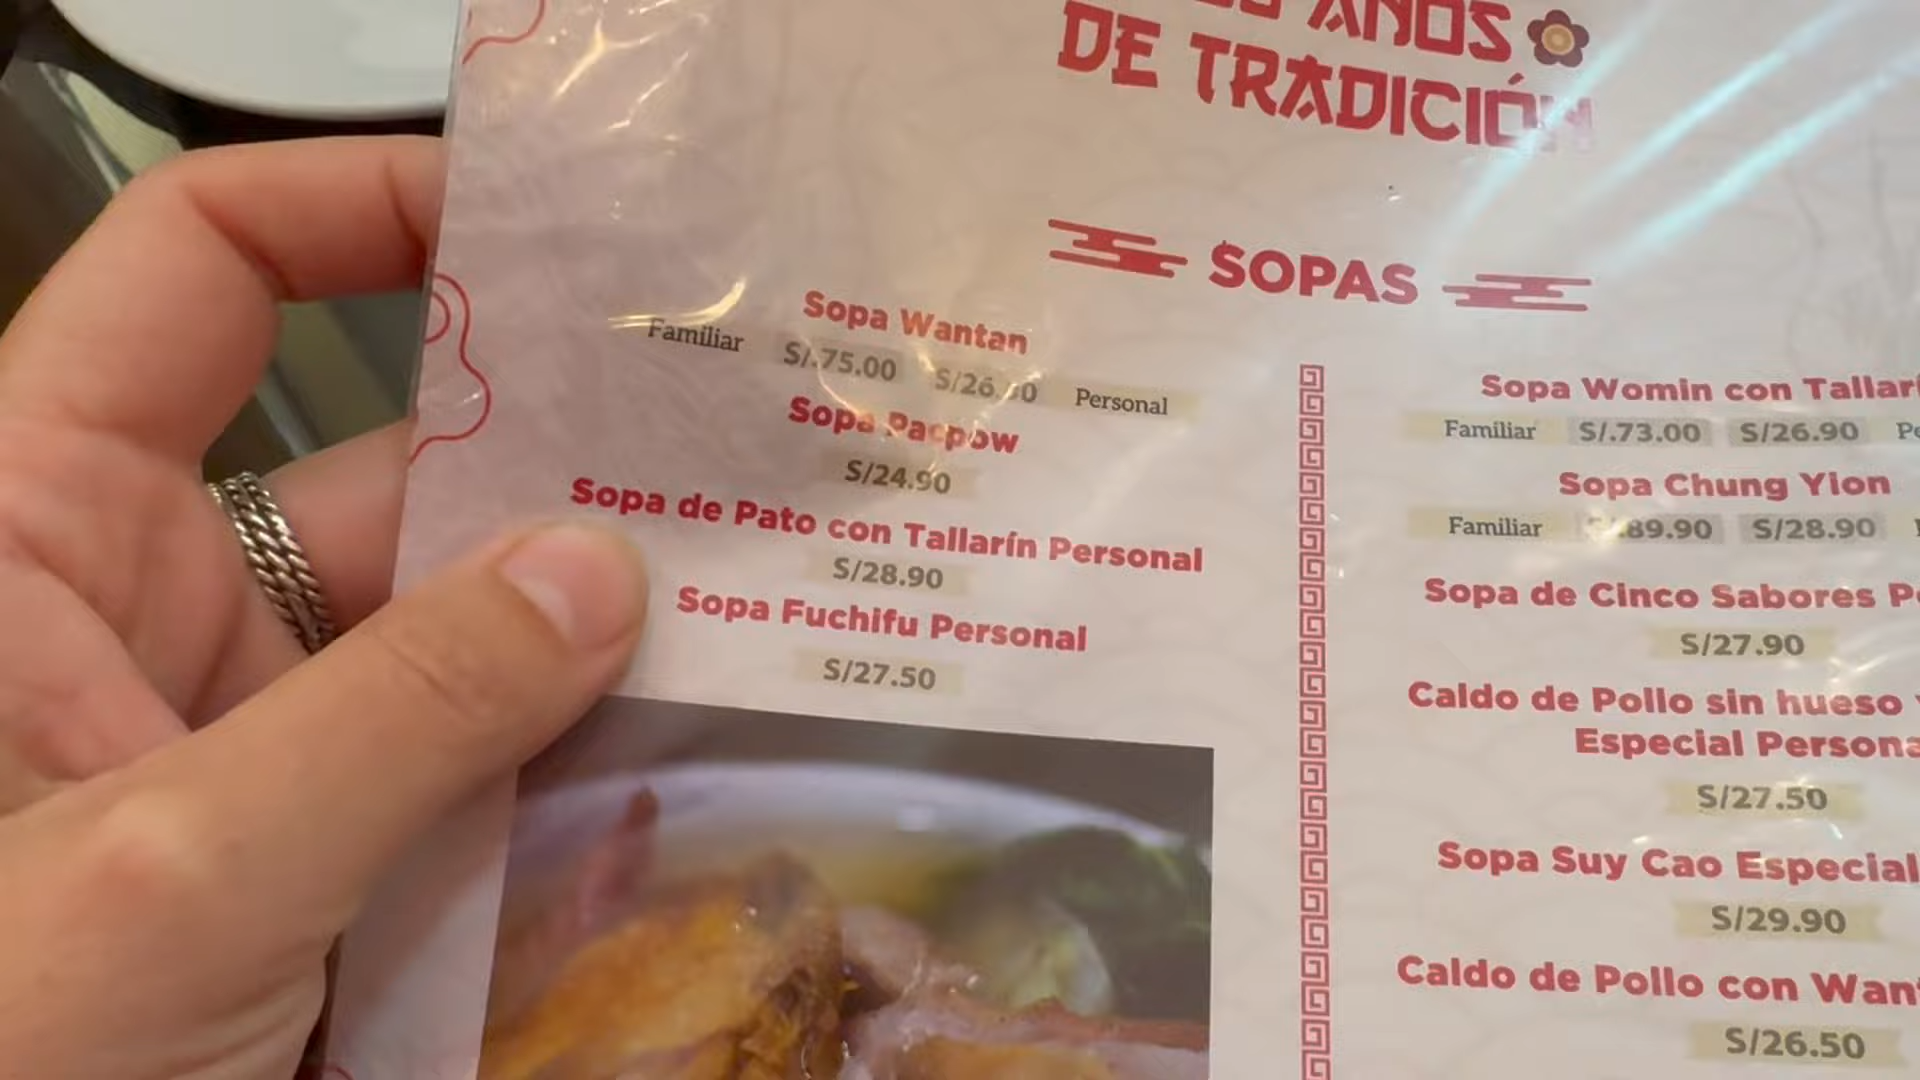 AÑOS
DE TRADICIÓN
SOPAS
Sopa Wantan
Familiar S/.75.00 Personal
Sopa Pacpow
S/24.90
Sopa de Pato con Tallarín Personal
S/28.90
Sopa Fuchifu Personal
S/27.50
Sopa Womin con
Familiar S/.73.00 S/26.90
Sopa Chung Yion
Familiar S/28.90
Sopa de Cinco Sabores
S/27.90
Caldo de Pollo sin hueso
Especial
S/27.50
Sopa Suy Cao Especial
S/29.90
Caldo de Pollo con
S/26.50